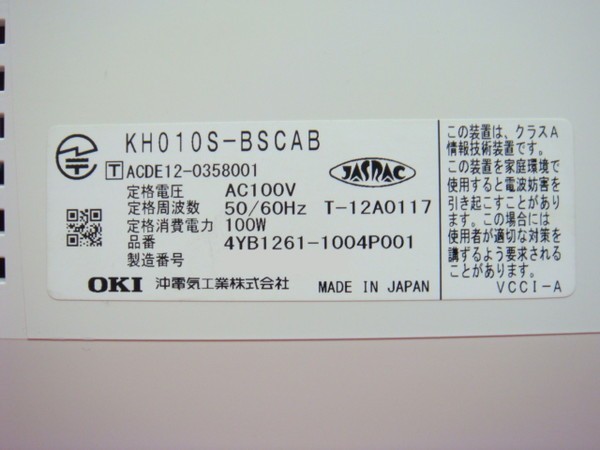 KH010S-BSCAB
T ACDE12-0358001
JASRAC
定格電圧 AC100V
定格周波数 50/60Hz T-12A0117
定格消費電力 100W
品番 4YB1261-1004P001
製造番号
OKI 沖電気工業株式会社 MADE IN JAPAN
この装置は、クラスA
情報技術装置です。
この装置を家庭環境で
使用すると電波妨害を
引き起こすことがあり
ます。この場合には
使用者が適切な対策を
講ずるよう要求される
ことがあります。
VCCI-A